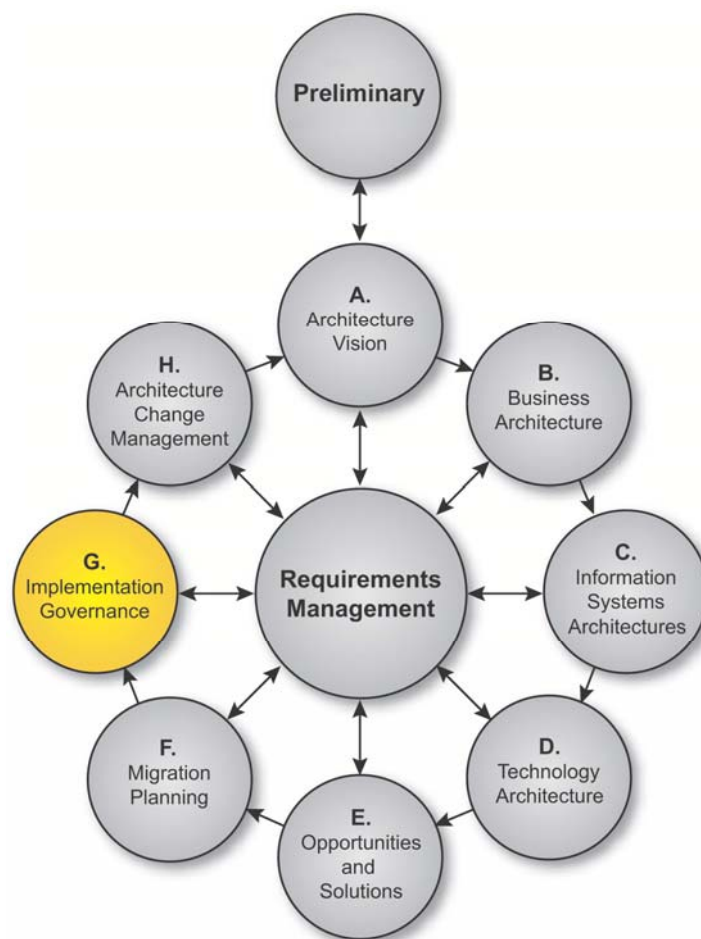 Preliminary
A.
Architecture
Vision
B.
Business
Architecture
C.
Information
Systems
Architectures
D.
Technology
Architecture
E.
Opportunities
and
Solutions
F.
Migration
Planning
G.
Implementation
Governance
H.
Architecture
Change
Management
Requirements
Management